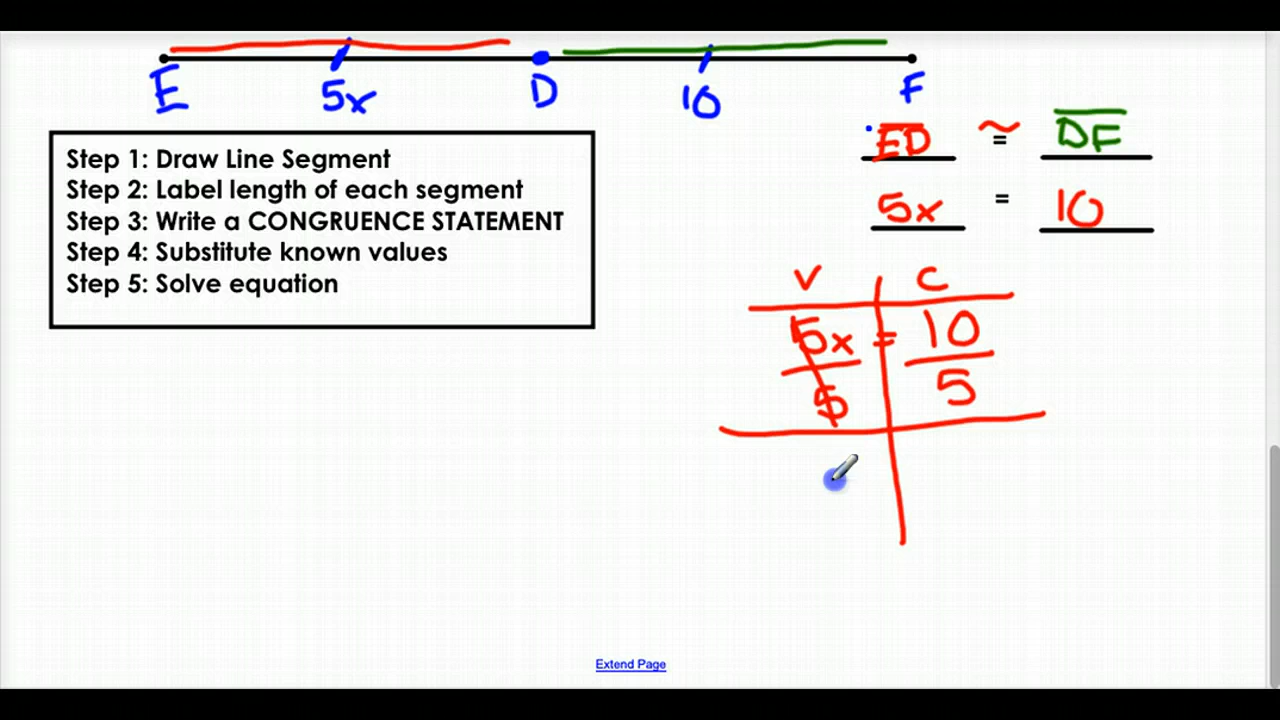 E 5x D 10 F
Step 1: Draw Line Segment
Step 2: Label length of each segment
Step 3: Write a CONGRUENCE STATEMENT
Step 4: Substitute known values
Step 5: Solve equation
ED ≅ DF
5x = 10
V C
5x = 10
5 5
Extend Page